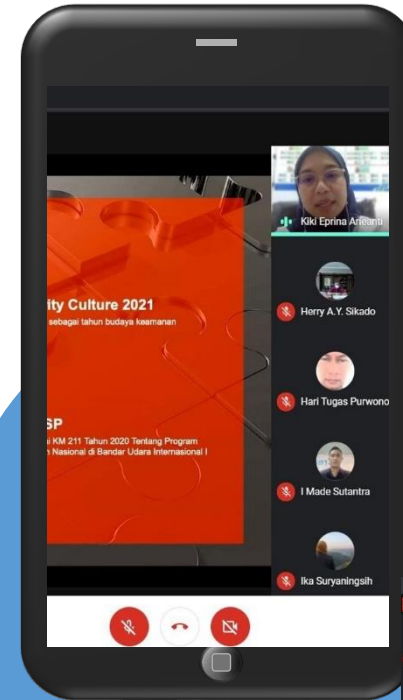 ity Culture 2021
sebagai tahun budaya keamanan
SP
i KM 211 Tahun 2020 Tentang Program
n Nasional di Bandar Udara Internasional I
Kiki Eprina Arieanti
Herry A.Y. Sikado
Hari Tugas Purwono
I Made Sutantra
Ika Suryaningsih